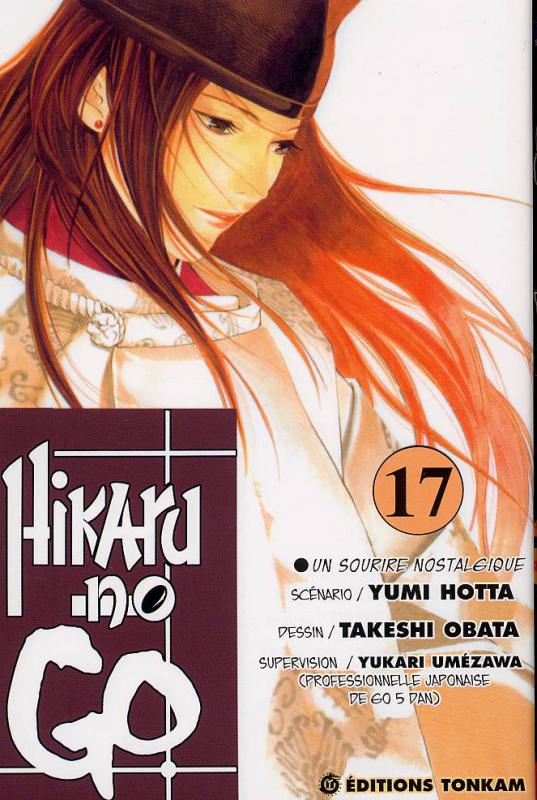 17
HIKARU
no
GO
UN SOURIRE NOSTALGIQUE
SCÉNARIO / YUMI HOTTA
DESSIN / TAKESHI OBATA
SUPERVISION / YUKARI UMÉZAWA
(PROFESSIONNELLE JAPONAISE
DE GO 5 DAN)
ÉDITIONS TONKAM